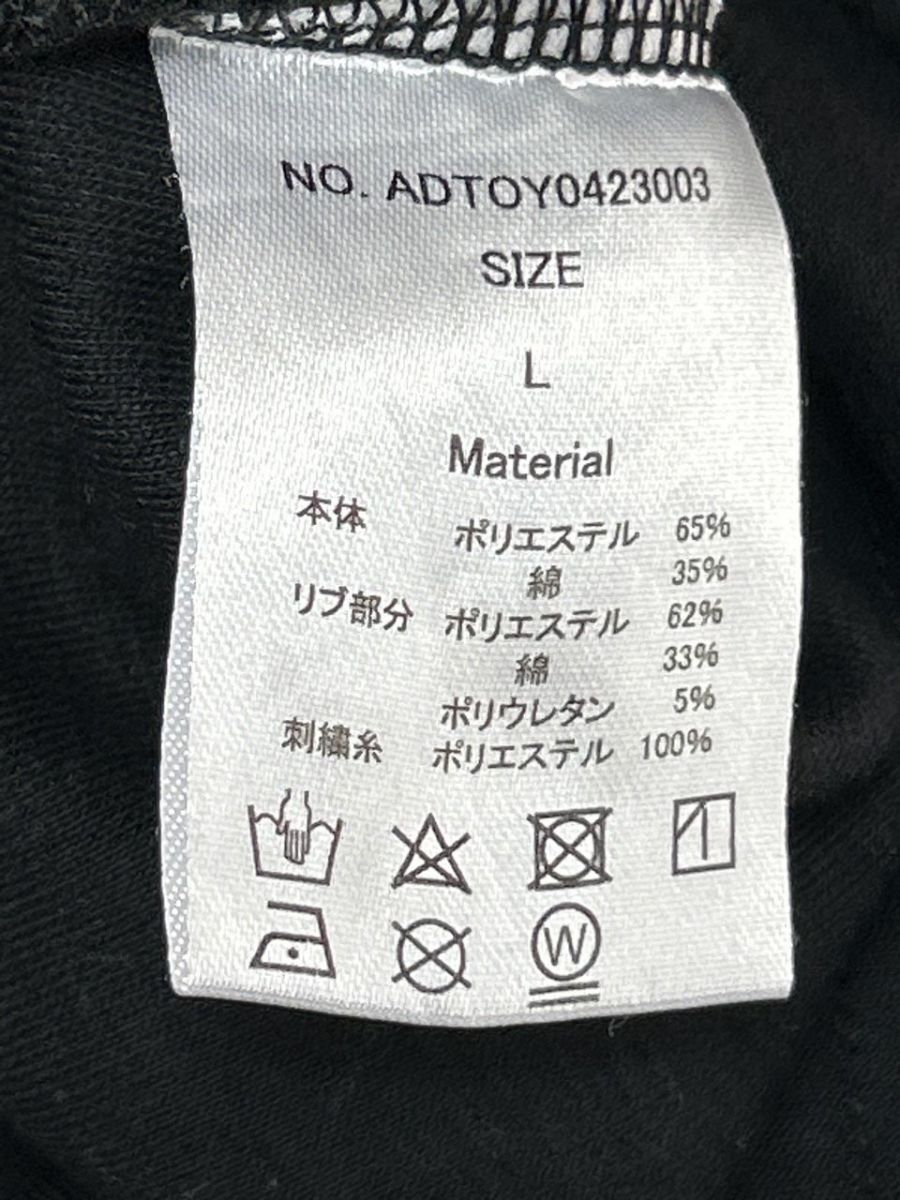 NO. ADTOY0423003
SIZE
L
Material
本体 ポリエステル 65%
綿 35%
リブ部分 ポリエステル 62%
綿 33%
ポリウレタン 5%
刺繍糸 ポリエステル 100%
W